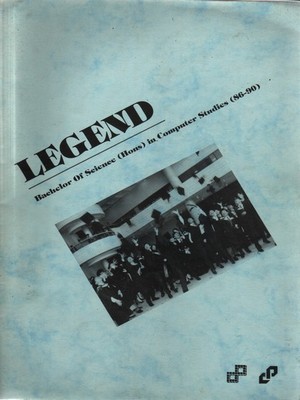 LEGEND
Bachelor Of Science (Hons) in Computer Studies (86-90)